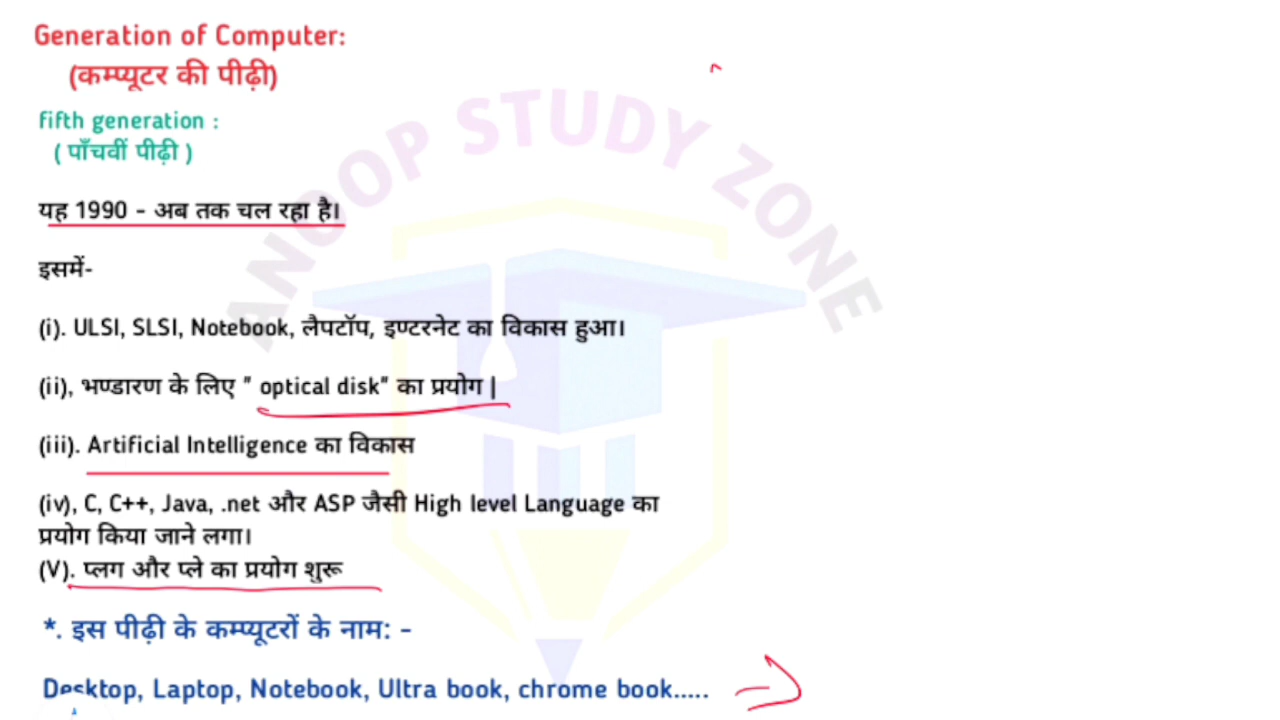 Generation of Computer:
(कम्प्यूटर की पीढ़ी)
fifth generation :
( पाँचवीं पीढ़ी )
ANOOP STUDY ZONE
यह 1990 - अब तक चल रहा है।
इसमें-
(i). ULSI, SLSI, Notebook, लैपटॉप, इण्टरनेट का विकास हुआ।
(ii), भण्डारण के लिए " optical disk" का प्रयोग |
(iii). Artificial Intelligence का विकास
(iv), C, C++, Java, .net और ASP जैसी High level Language का
प्रयोग किया जाने लगा।
(V). प्लग और प्ले का प्रयोग शुरू
*. इस पीढ़ी के कम्प्यूटरों के नाम: -
Desktop, Laptop, Notebook, Ultra book, chrome book.....